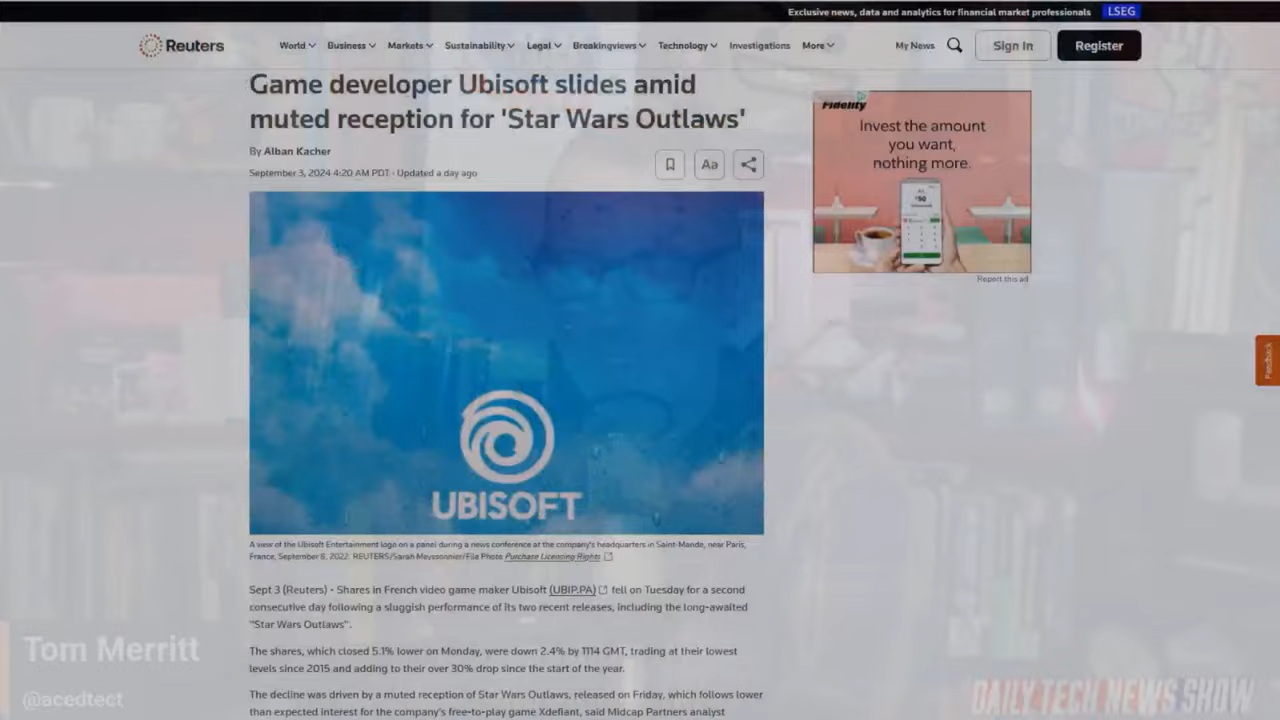 Exclusive news, data and analytics for financial market professionals LSEG
Reuters World Business Markets Sustainability Legal Breakingviews Technology Investigations More My News Sign In Register
Game developer Ubisoft slides amid
muted reception for 'Star Wars Outlaws'
By Alban Kacher
September 3, 2024 4:20 AM PDT · Updated a day ago
Aa
Fidelity
Invest the amount
you want,
nothing more.
Report this ad
Feedback
UBISOFT
A view of the Ubisoft Entertainment logo on a panel during a news conference at the company's headquarters in Saint-Mande, near Paris,
France, September 8, 2022. REUTERS/Sarah Meyssonnier/File Photo Purchase Licensing Rights
Sept 3 (Reuters) - Shares in French video game maker Ubisoft (UBIP.PA) fell on Tuesday for a second
consecutive day following a sluggish performance of its two recent releases, including the long-awaited
"Star Wars Outlaws".
The shares, which closed 5.1% lower on Monday, were down 2.4% by 1114 GMT, trading at their lowest
levels since 2015 and adding to their over 30% drop since the start of the year.
The decline was driven by a muted reception of Star Wars Outlaws, released on Friday, which follows lower
than expected interest for the company's free-to-play game Xdefiant, said Midcap Partners analyst
Tom Merritt
@acedtect
DAILY TECH NEWS SHOW